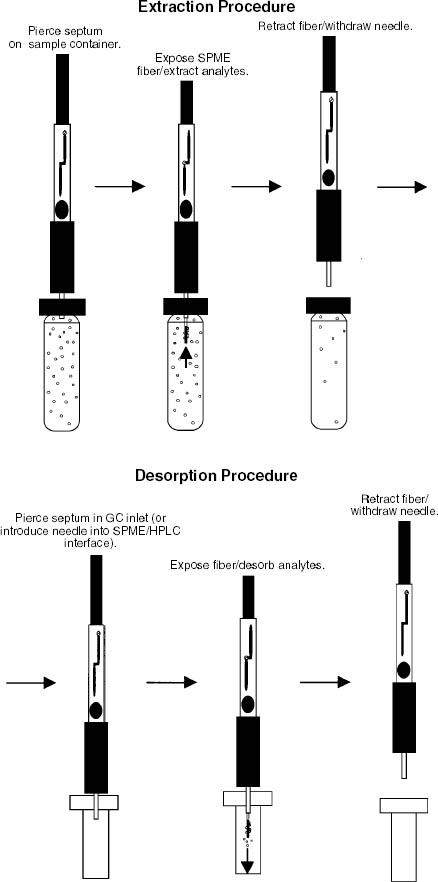 Extraction Procedure
Pierce septum
on sample container.
Expose SPME
fiber/extract analytes.
Retract fiber/withdraw needle.
Desorption Procedure
Pierce septum in GC inlet (or
introduce needle into SPME/HPLC
interface).
Expose fiber/desorb analytes.
Retract fiber/
withdraw needle.